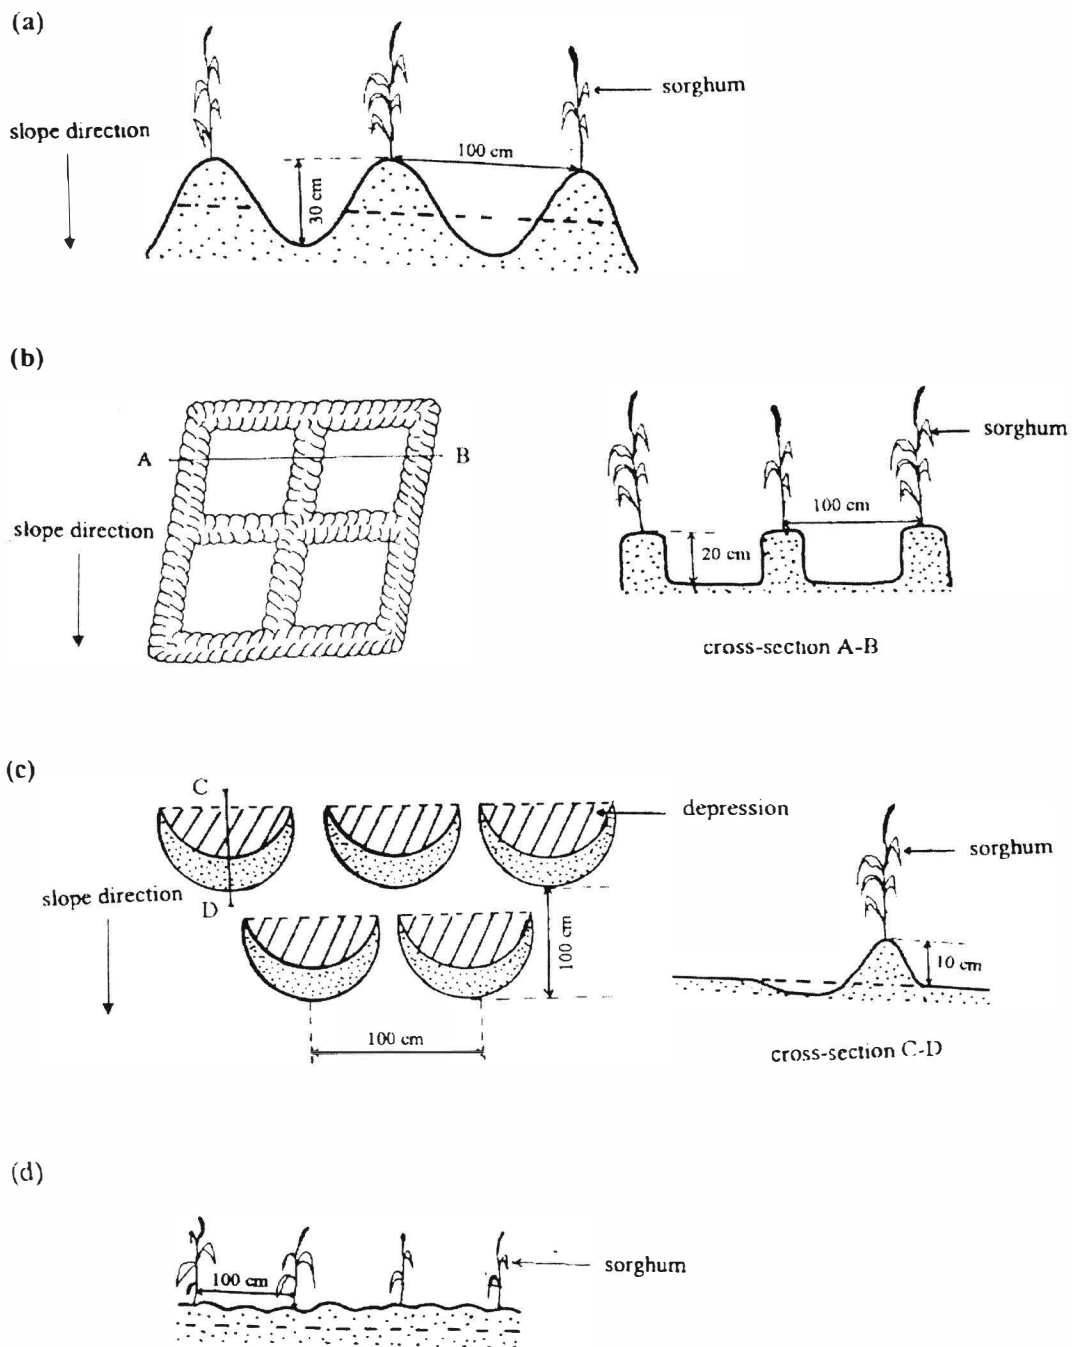 (a)
sorghum
slope direction
100 cm
30 cm
(b)
A
B
slope direction
sorghum
100 cm
20 cm
cross-section A-B
(c)
C
depression
sorghum
slope direction
D
100 cm
10 cm
100 cm
cross-section C-D
(d)
100 cm
sorghum